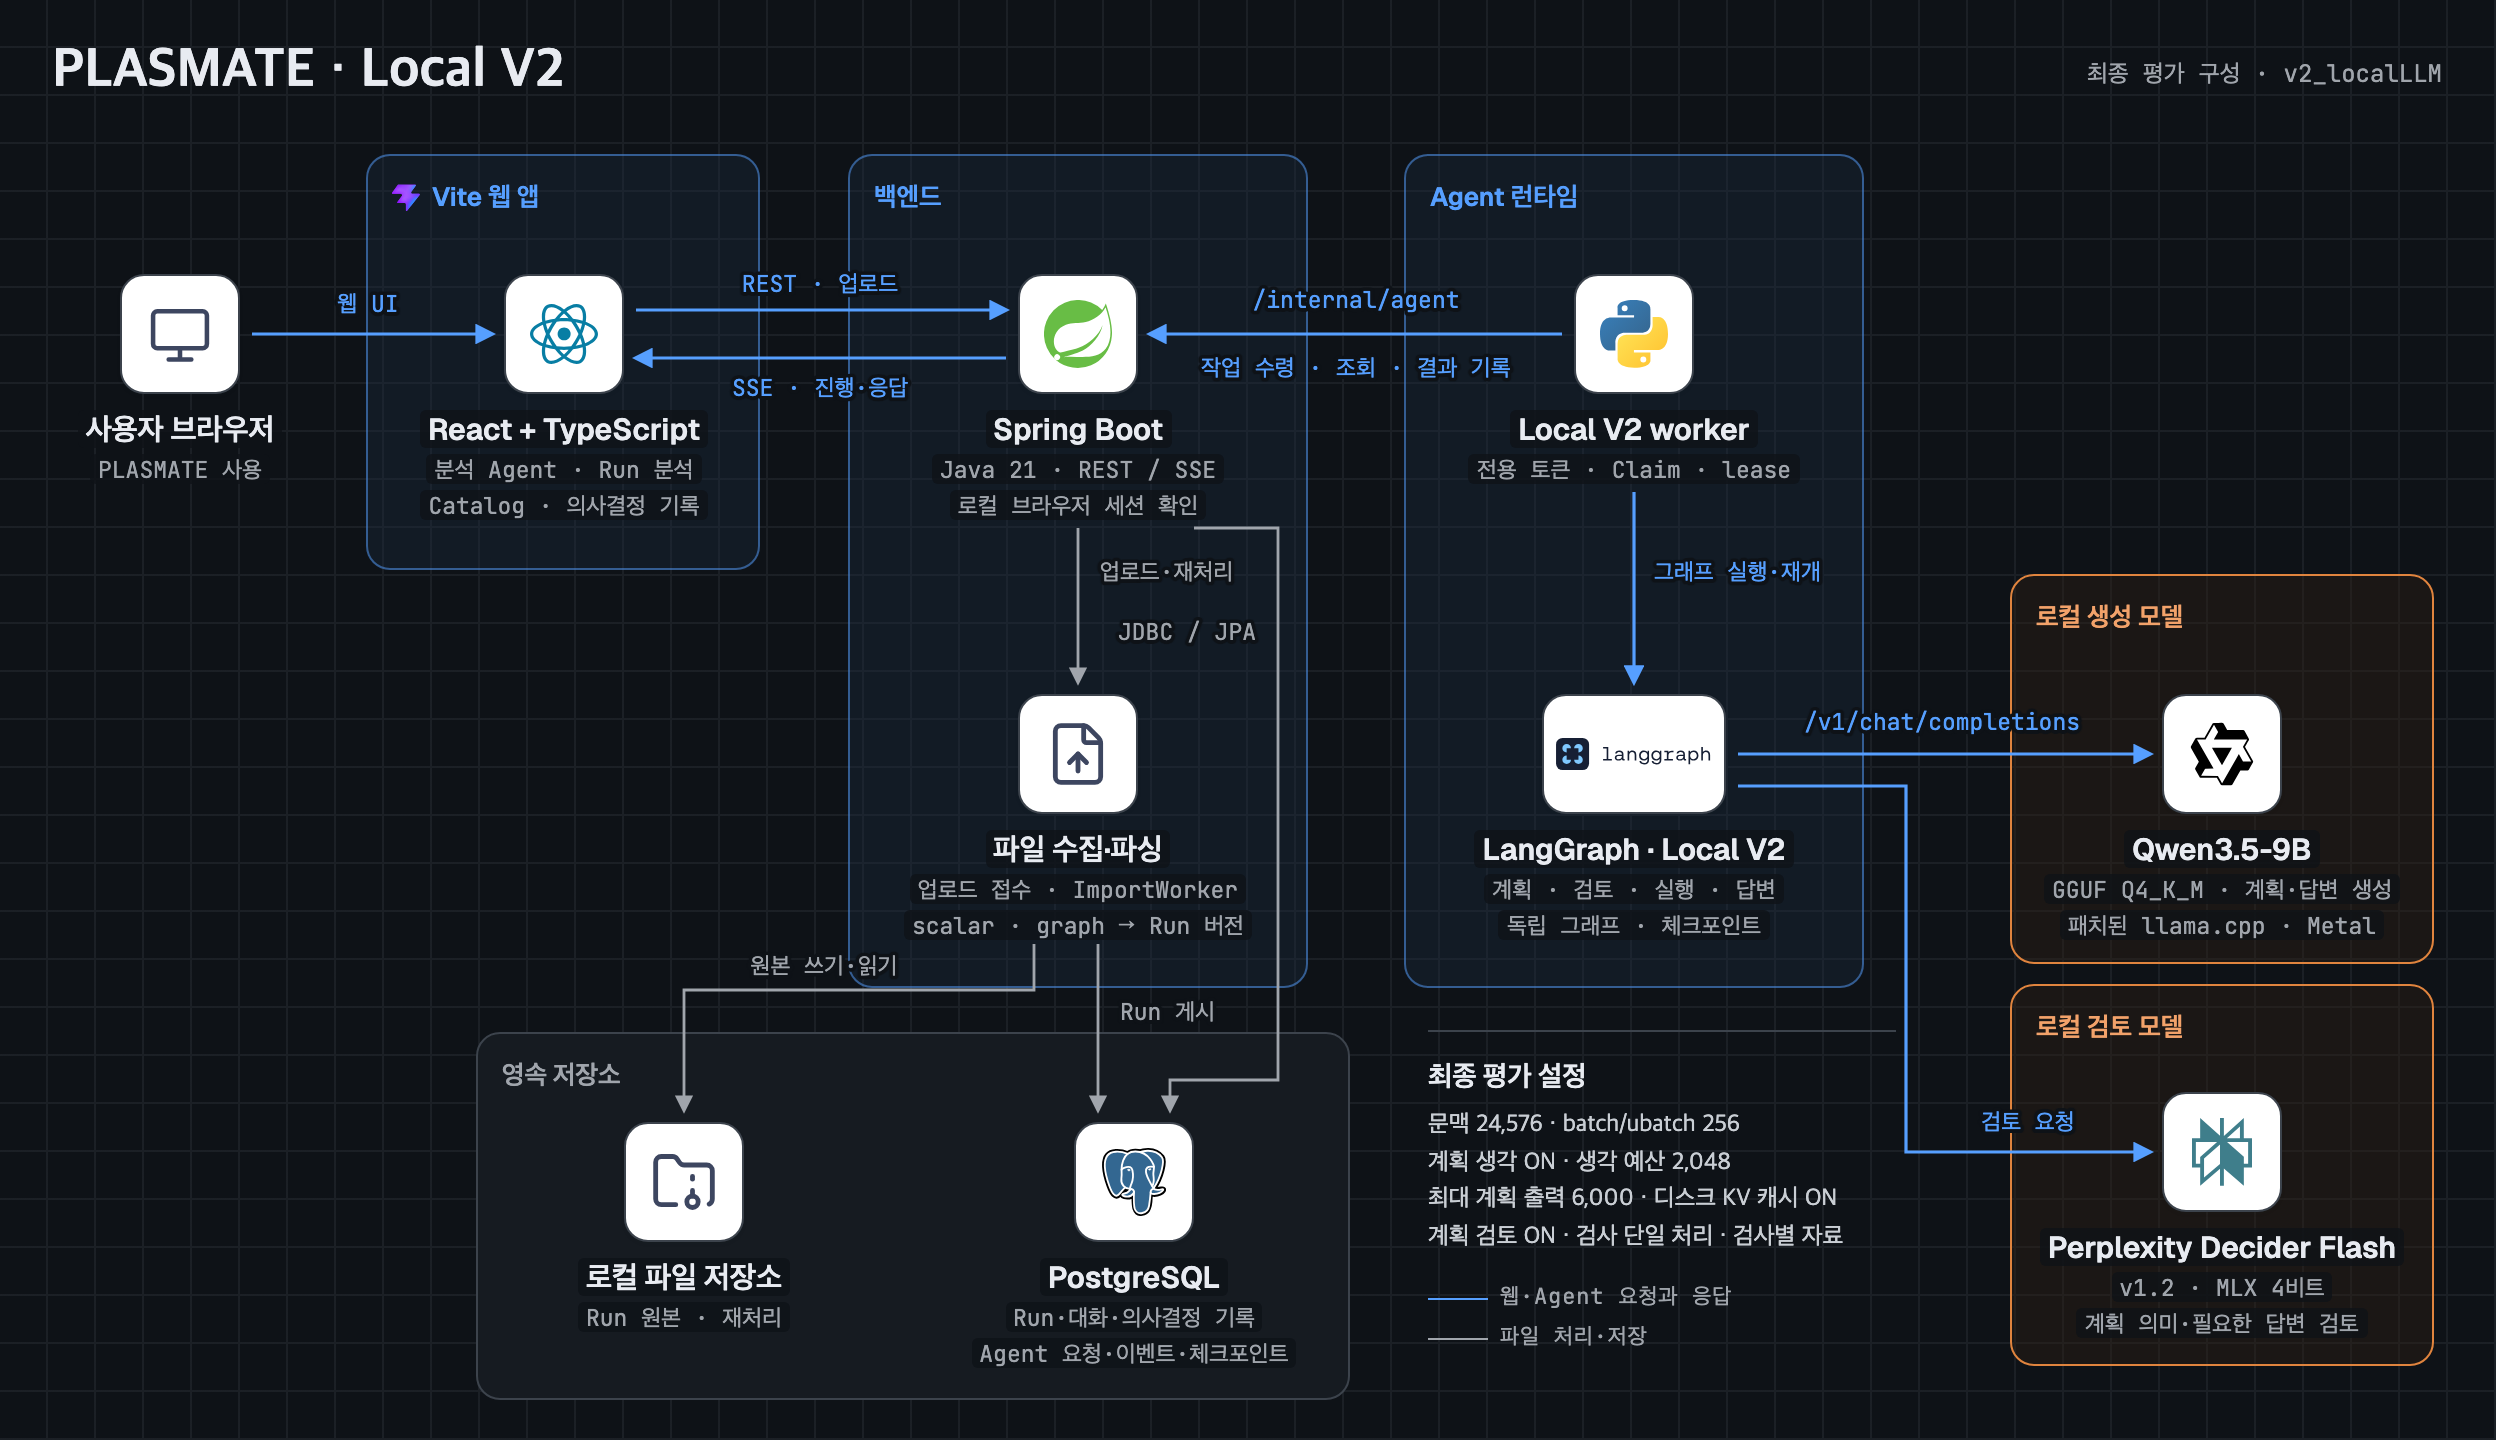 PLASMATE · Local V2
최종 평가 구성 · v2_localLLM
Vite 웹 앱
백엔드
Agent 런타임
웹 UI
REST · 업로드
SSE · 진행·응답
/internal/agent
작업 수령 · 조회 · 결과 기록
사용자 브라우저
PLASMATE 사용
React + TypeScript
분석 Agent · Run 분석
Catalog · 의사결정 기록
Spring Boot
Java 21 · REST / SSE
로컬 브라우저 세션 확인
Local V2 worker
전용 토큰 · Claim · lease
업로드·재처리
JDBC / JPA
그래프 실행·재개
로컬 생성 모델
/v1/chat/completions
langgraph
파일 수집·파싱
업로드 접수 · ImportWorker
scalar · graph → Run 버전
LangGraph · Local V2
계획 · 검토 · 실행 · 답변
독립 그래프 · 체크포인트
Qwen3.5-9B
GGUF Q4_K_M · 계획·답변 생성
패치된 llama.cpp · Metal
원본 쓰기·읽기
Run 게시
영속 저장소
로컬 파일 저장소
Run 원본 · 재처리
PostgreSQL
Run·대화·의사결정 기록
Agent 요청·이벤트·체크포인트
최종 평가 설정
문맥 24,576 · batch/ubatch 256
계획 생각 ON · 생각 예산 2,048
최대 계획 출력 6,000 · 디스크 KV 캐시 ON
계획 검토 ON · 검사 단일 처리 · 검사별 자료
웹·Agent 요청과 응답
파일 처리·저장
로컬 검토 모델
검토 요청
Perplexity Decider Flash
v1.2 · MLX 4비트
계획 의미·필요한 답변 검토